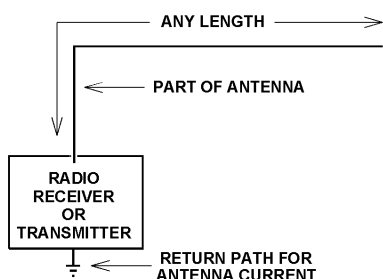 ANY LENGTH
PART OF ANTENNA
RADIO
RECEIVER
OR
TRANSMITTER
RETURN PATH FOR
ANTENNA CURRENT